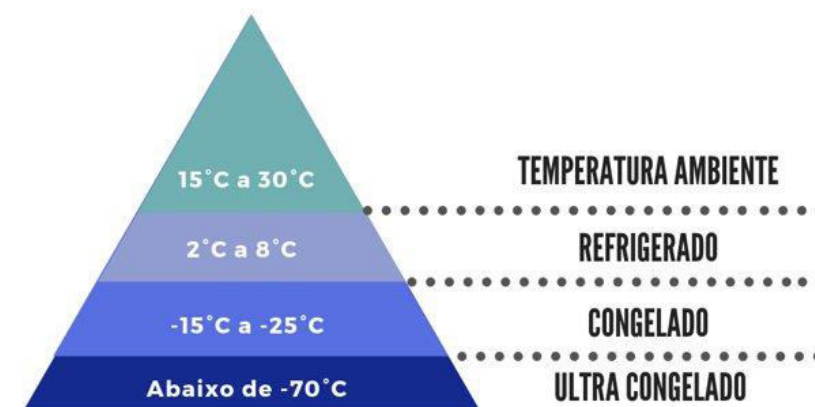 15°C a 30°C
TEMPERATURA AMBIENTE
2°C a 8°C
REFRIGERADO
-15°C a -25°C
CONGELADO
Abaixo de -70°C
ULTRA CONGELADO